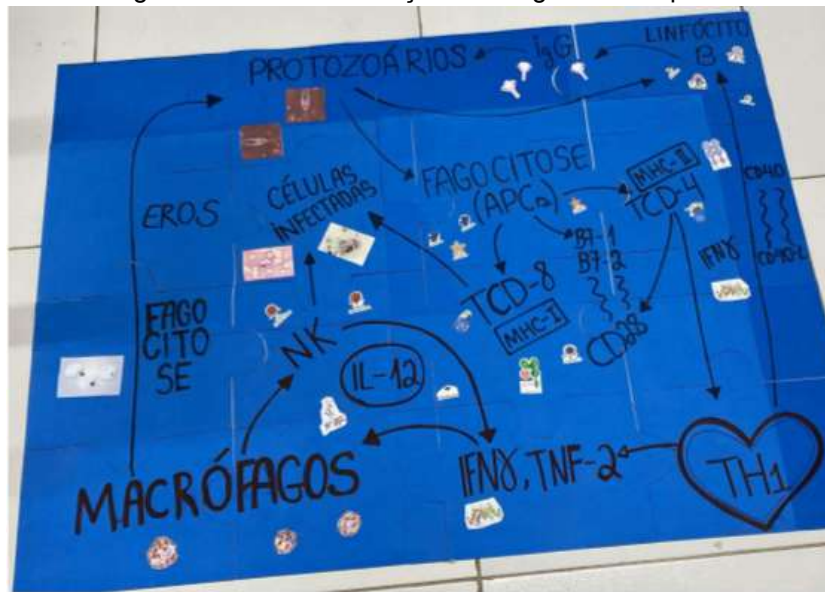 PROTOZOÁRIOS
IgG
LINFÓCITO
B
FAGOCITOSE
(APCs)
MHC-II
TCD-4
CÉLULAS
INFECTADAS
EROS
B7-1
B7-2
CD40
CD40-L
IFNγ
TCD-8
MHC-I
CD28
FAGO
CITO
SE
NK
IL-12
MACRÓFAGOS
IFNγ, TNF-2
TH1